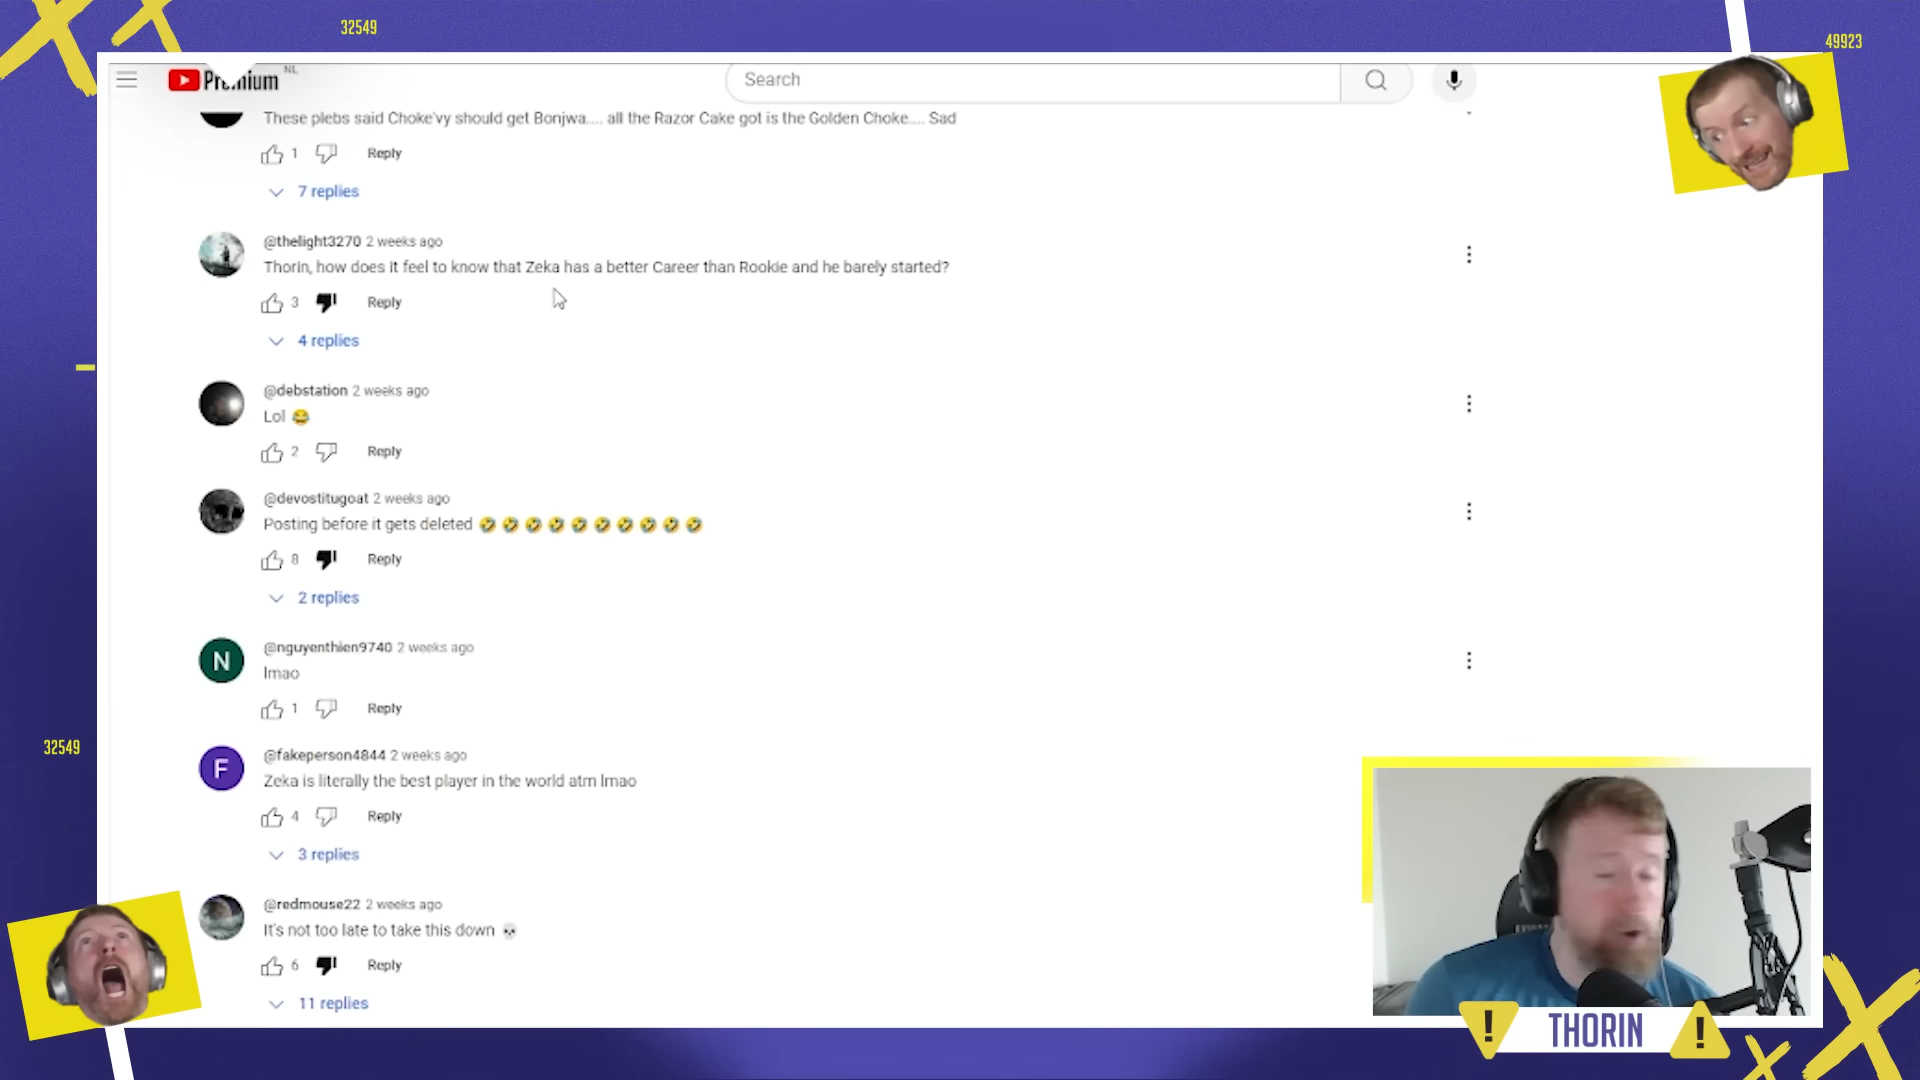 32549
49923
Premium NL
Search
These plebs said Choke'vy should get Bonjwa.... all the Razor Cake got is the Golden Choke.... Sad
1 Reply
7 replies
@thelight3270 2 weeks ago
Thorin, how does it feel to know that Zeka has a better Career than Rookie and he barely started?
3 Reply
4 replies
@debstation 2 weeks ago
Lol 😂
2 Reply
@devostitugoat 2 weeks ago
Posting before it gets deleted 🤣🤣🤣🤣🤣🤣🤣🤣🤣🤣
8 Reply
2 replies
N
@nguyenthien9740 2 weeks ago
lmao
1 Reply
32549
F
@fakeperson4844 2 weeks ago
Zeka is literally the best player in the world atm lmao
4 Reply
3 replies
@redmouse22 2 weeks ago
It's not too late to take this down 💀
6 Reply
11 replies
! THORIN !